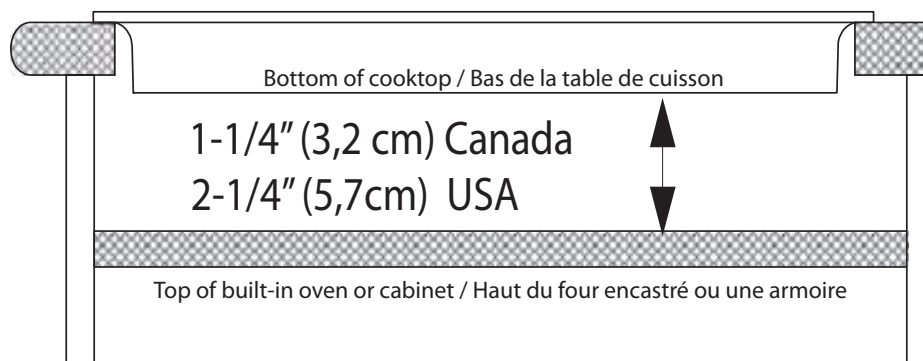 Bottom of cooktop / Bas de la table de cuisson
1-1/4” (3,2 cm) Canada
2-1/4” (5,7cm) USA
Top of built-in oven or cabinet / Haut du four encastré ou une armoire